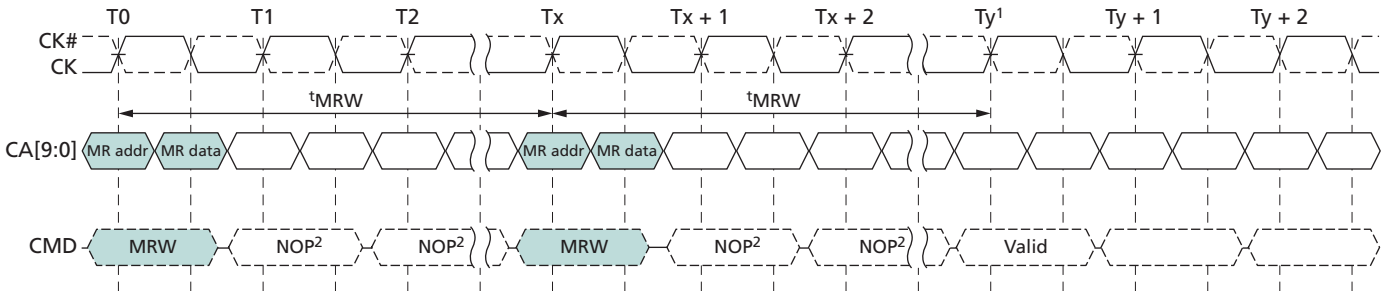 T0 T1 T2 Tx Tx + 1 Tx + 2 Ty¹ Ty + 1 Ty + 2
CK#
CK
ᵗMRW ᵗMRW
CA[9:0] MR addr MR data MR addr MR data
CMD MRW NOP² NOP² MRW NOP² NOP² Valid